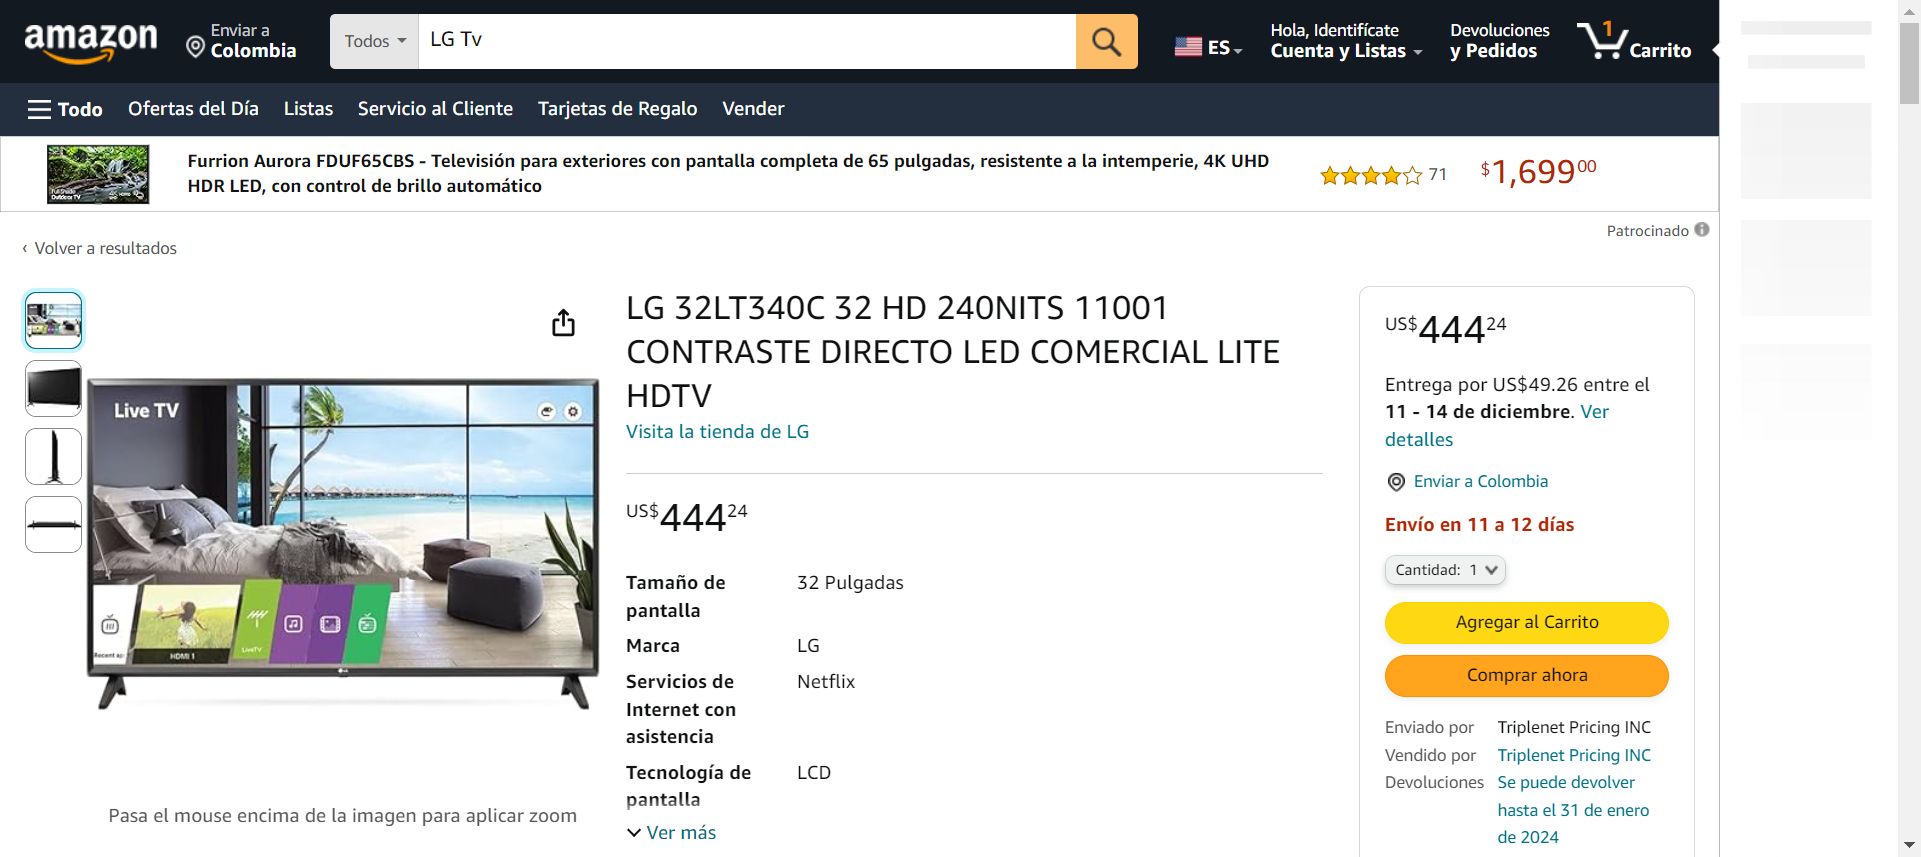 amazon
Enviar a
Colombia
Todos
LG Tv
ES
Hola, Identifícate
Cuenta y Listas
Devoluciones
y Pedidos
1
Carrito
Todo
Ofertas del Día
Listas
Servicio al Cliente
Tarjetas de Regalo
Vender
Furrion Aurora FDUF65CBS - Televisión para exteriores con pantalla completa de 65 pulgadas, resistente a la intemperie, 4K UHD
HDR LED, con control de brillo automático
71
$1,69900
Patrocinado
‹ Volver a resultados
LG 32LT340C 32 HD 240NITS 11001
CONTRASTE DIRECTO LED COMERCIAL LITE
HDTV
Visita la tienda de LG
US$44424
Tamaño de
pantalla
32 Pulgadas
Marca
LG
Servicios de
Internet con
asistencia
Netflix
Tecnología de
pantalla
LCD
Ver más
Live TV
Recent ap
HDMI 1
LiveTV
LG
Pasa el mouse encima de la imagen para aplicar zoom
US$44424
Entrega por US$49.26 entre el
11 - 14 de diciembre. Ver
detalles
Enviar a Colombia
Envío en 11 a 12 días
Cantidad: 1
Agregar al Carrito
Comprar ahora
Enviado por
Triplenet Pricing INC
Vendido por
Triplenet Pricing INC
Devoluciones
Se puede devolver
hasta el 31 de enero
de 2024